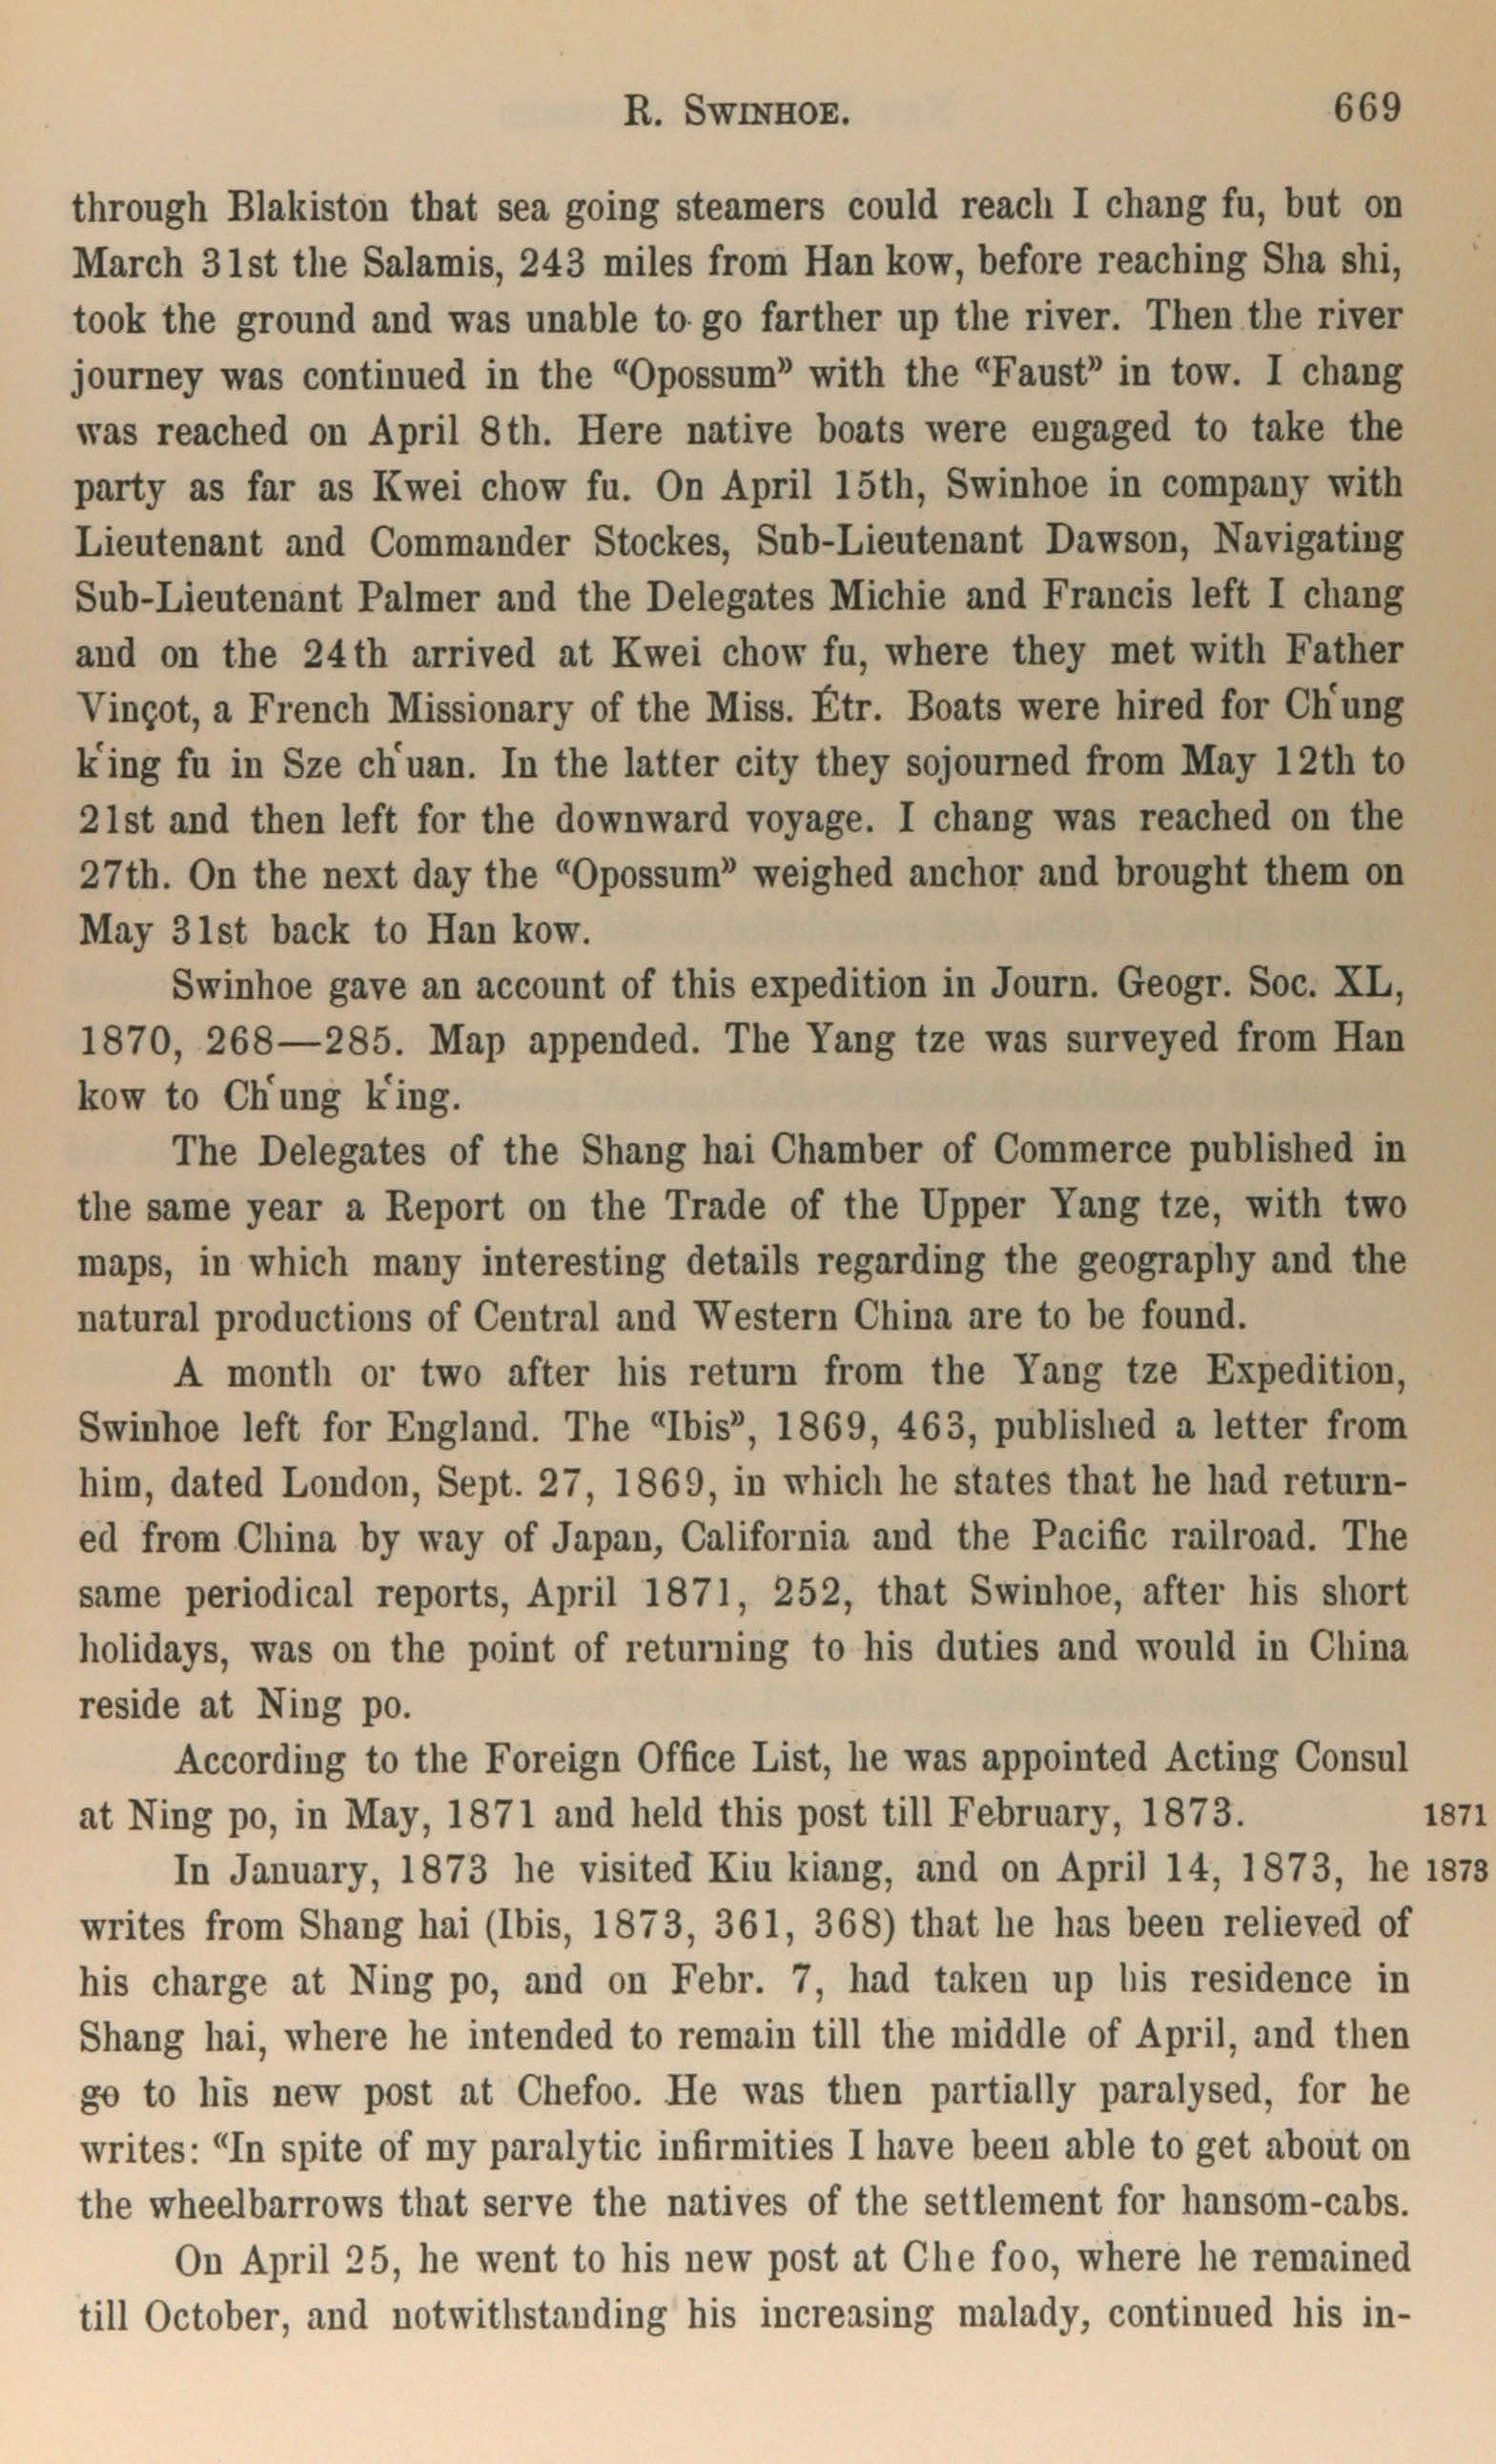 R. SWINHOE. 669
through Blakiston that sea going steamers could reach I chang fu, but on
March 31st the Salamis, 243 miles from Han kow, before reaching Sha shi,
took the ground and was unable to go farther up the river. Then the river
journey was continued in the “Opossum” with the “Faust” in tow. I chang
was reached on April 8th. Here native boats were engaged to take the
party as far as Kwei chow fu. On April 15th, Swinhoe in company with
Lieutenant and Commander Stockes, Sub-Lieutenant Dawson, Navigating
Sub-Lieutenant Palmer and the Delegates Michie and Francis left I chang
and on the 24th arrived at Kwei chow fu, where they met with Father
Vinçot, a French Missionary of the Miss. Étr. Boats were hired for Chʻung
kʻing fu in Sze chʻuan. In the latter city they sojourned from May 12th to
21st and then left for the downward voyage. I chang was reached on the
27th. On the next day the “Opossum” weighed anchor and brought them on
May 31st back to Han kow.
Swinhoe gave an account of this expedition in Journ. Geogr. Soc. XL,
1870, 268—285. Map appended. The Yang tze was surveyed from Han
kow to Chʻung kʻing.
The Delegates of the Shang hai Chamber of Commerce published in
the same year a Report on the Trade of the Upper Yang tze, with two
maps, in which many interesting details regarding the geography and the
natural productions of Central and Western China are to be found.
A month or two after his return from the Yang tze Expedition,
Swinhoe left for England. The “Ibis”, 1869, 463, published a letter from
him, dated London, Sept. 27, 1869, in which he states that he had return-
ed from China by way of Japan, California and the Pacific railroad. The
same periodical reports, April 1871, 252, that Swinhoe, after his short
holidays, was on the point of returning to his duties and would in China
reside at Ning po.
According to the Foreign Office List, he was appointed Acting Consul
at Ning po, in May, 1871 and held this post till February, 1873. 1871
In January, 1873 he visited Kiu kiang, and on April 14, 1873, he 1873
writes from Shang hai (Ibis, 1873, 361, 368) that he has been relieved of
his charge at Ning po, and on Febr. 7, had taken up his residence in
Shang hai, where he intended to remain till the middle of April, and then
go to his new post at Chefoo. He was then partially paralysed, for he
writes: “In spite of my paralytic infirmities I have been able to get about on
the wheelbarrows that serve the natives of the settlement for hansom-cabs.
On April 25, he went to his new post at Che foo, where he remained
till October, and notwithstanding his increasing malady, continued his in-